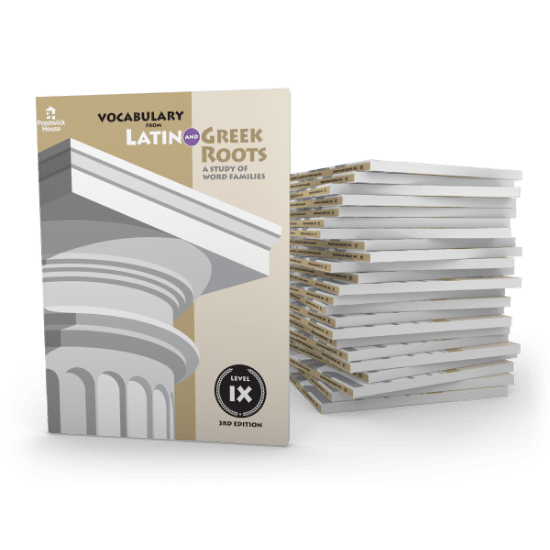 Prestwick
House
VOCABULARY
FROM
LATIN AND GREEK
ROOTS
A STUDY OF
WORD FAMILIES
LEVEL
IX
3RD EDITION